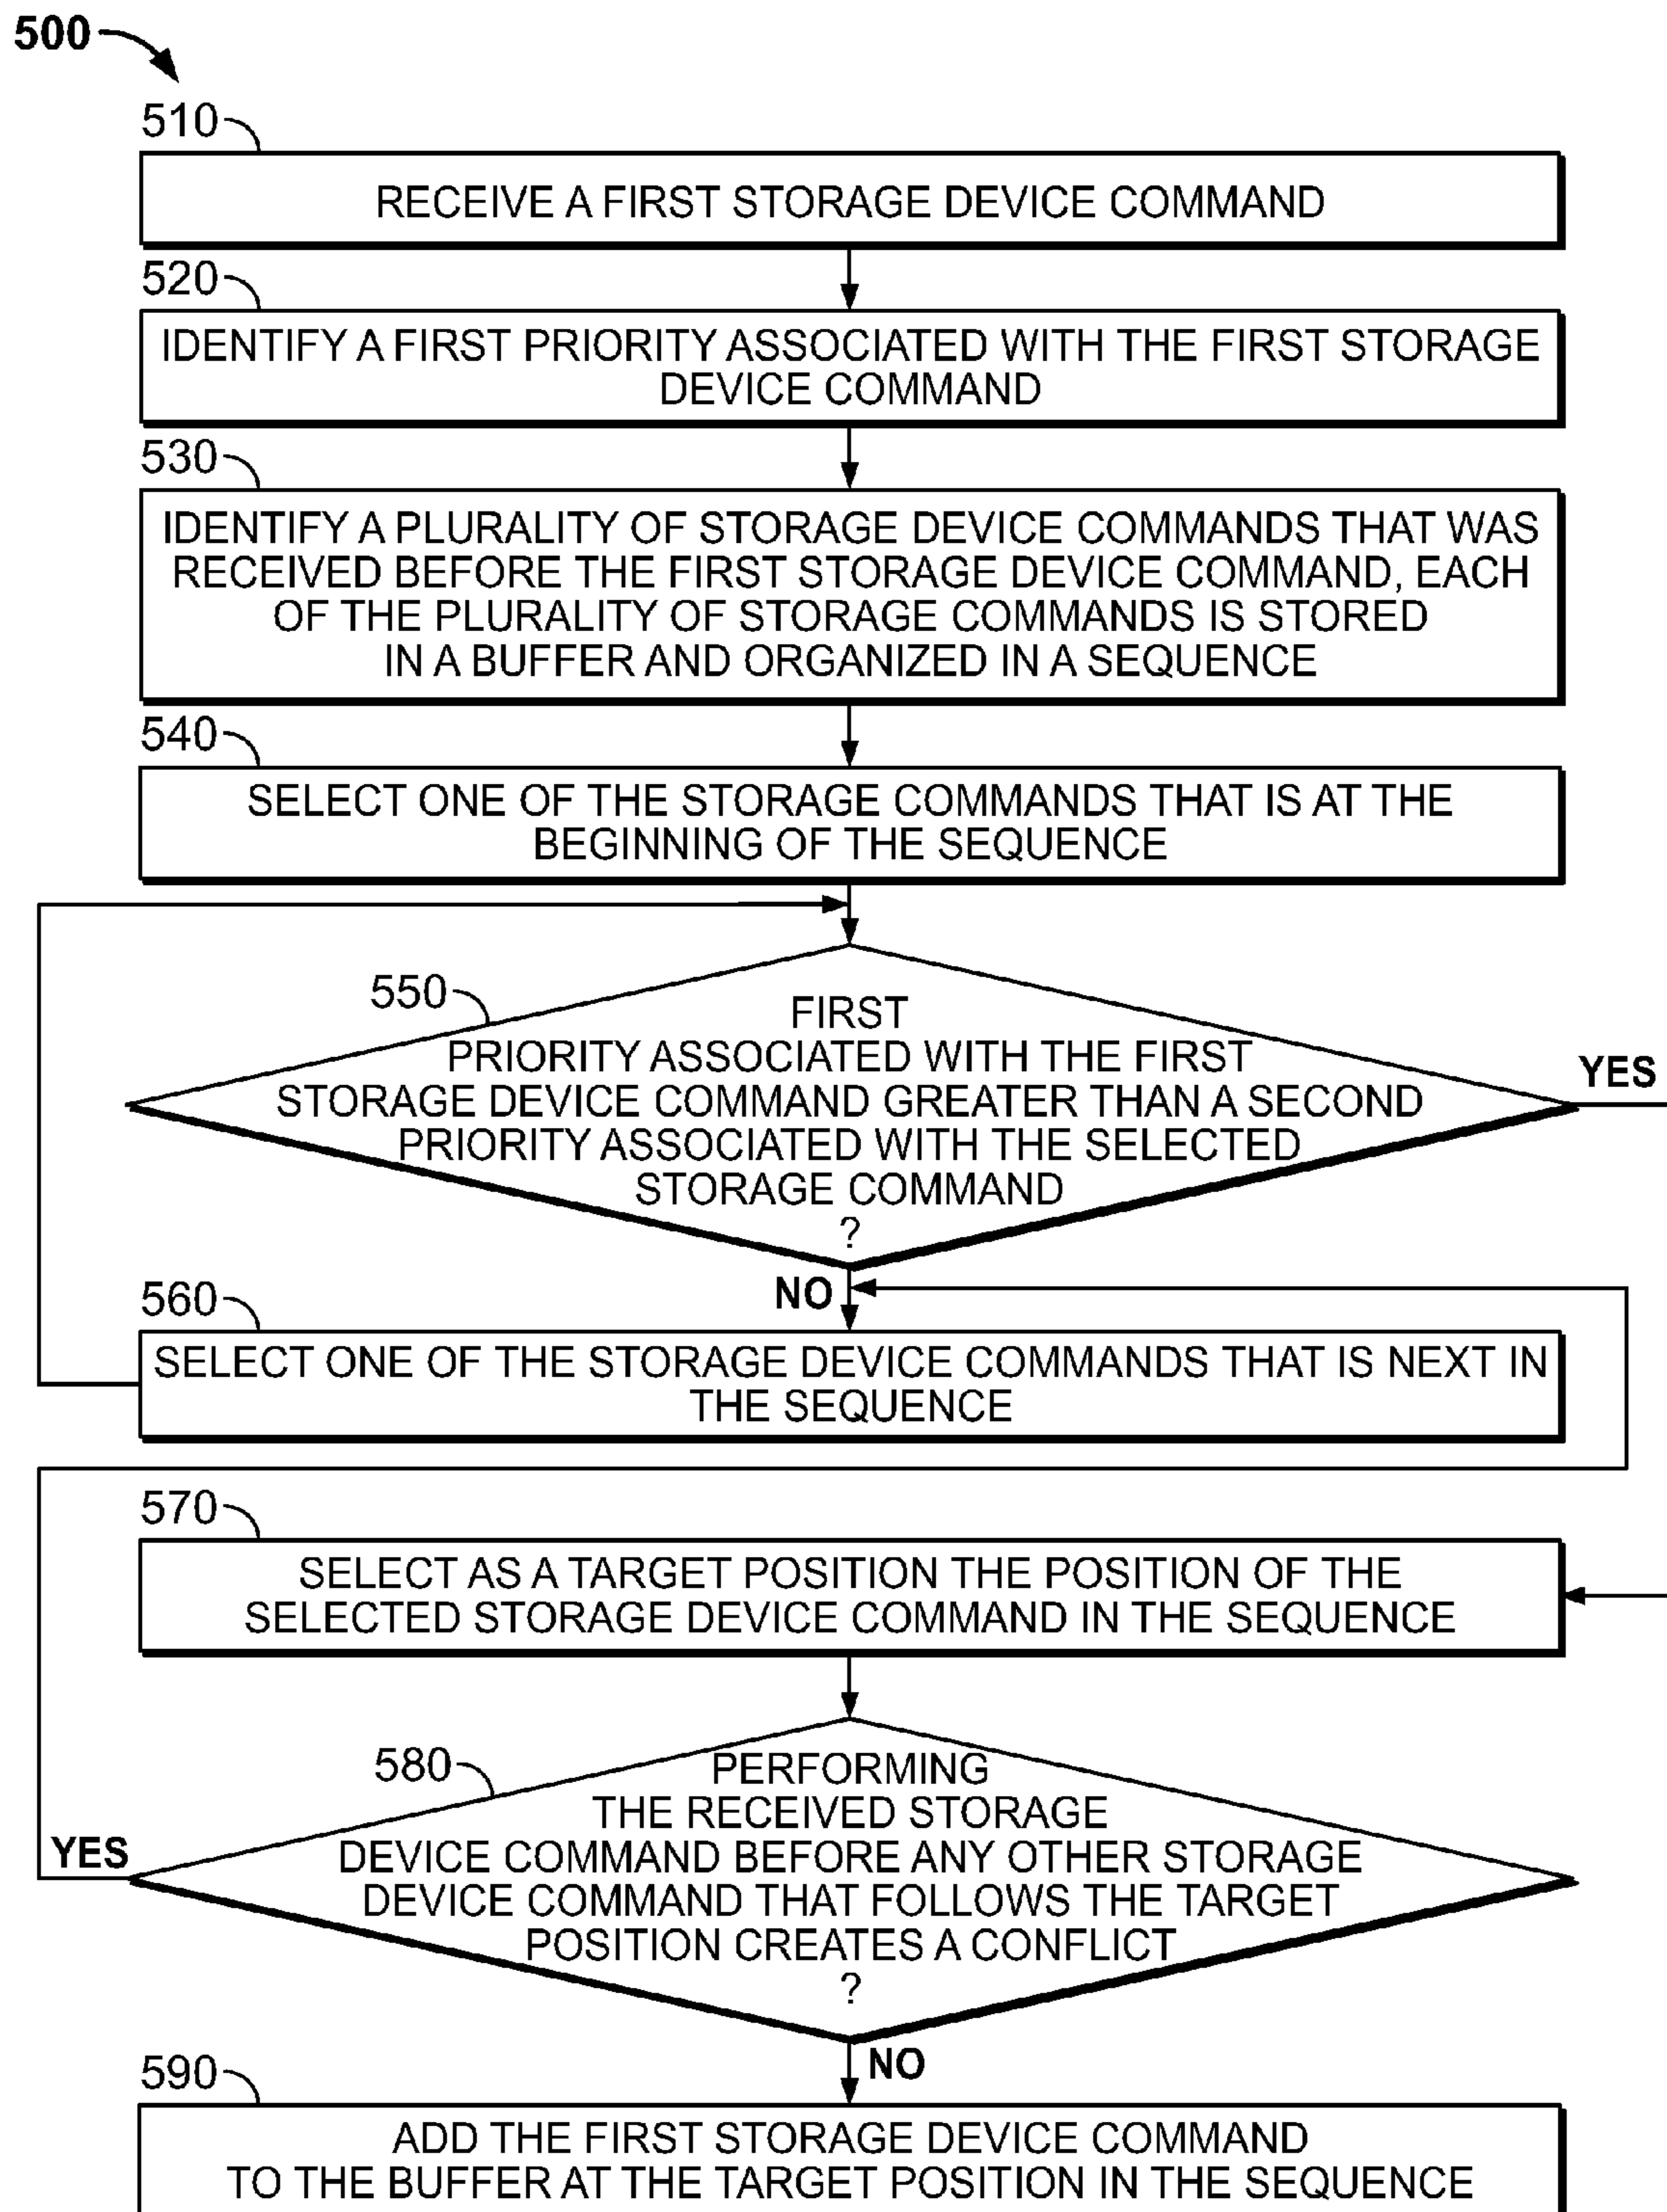 500
510
RECEIVE A FIRST STORAGE DEVICE COMMAND
520
IDENTIFY A FIRST PRIORITY ASSOCIATED WITH THE FIRST STORAGE
DEVICE COMMAND
530
IDENTIFY A PLURALITY OF STORAGE DEVICE COMMANDS THAT WAS
RECEIVED BEFORE THE FIRST STORAGE DEVICE COMMAND, EACH
OF THE PLURALITY OF STORAGE COMMANDS IS STORED
IN A BUFFER AND ORGANIZED IN A SEQUENCE
540
SELECT ONE OF THE STORAGE COMMANDS THAT IS AT THE
BEGINNING OF THE SEQUENCE
550
FIRST
PRIORITY ASSOCIATED WITH THE FIRST
STORAGE DEVICE COMMAND GREATER THAN A SECOND
PRIORITY ASSOCIATED WITH THE SELECTED
STORAGE COMMAND
?
YES
NO
560
SELECT ONE OF THE STORAGE DEVICE COMMANDS THAT IS NEXT IN
THE SEQUENCE
570
SELECT AS A TARGET POSITION THE POSITION OF THE
SELECTED STORAGE DEVICE COMMAND IN THE SEQUENCE
580
PERFORMING
THE RECEIVED STORAGE
DEVICE COMMAND BEFORE ANY OTHER STORAGE
DEVICE COMMAND THAT FOLLOWS THE TARGET
POSITION CREATES A CONFLICT
?
YES
NO
590
ADD THE FIRST STORAGE DEVICE COMMAND
TO THE BUFFER AT THE TARGET POSITION IN THE SEQUENCE